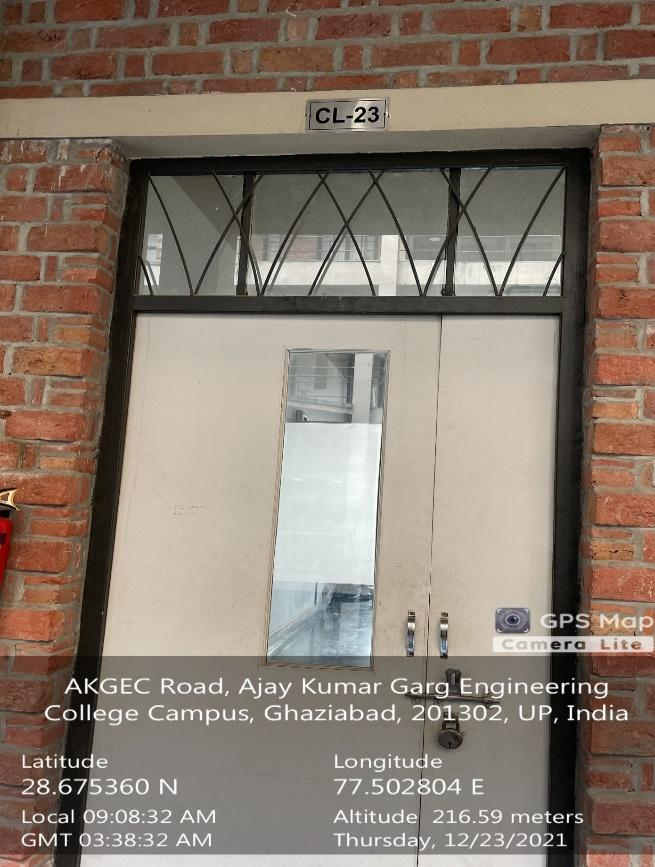 CL-23
GPS Map
Camera Lite
AKGEC Road, Ajay Kumar Garg Engineering
College Campus, Ghaziabad, 201302, UP, India
Latitude
28.675360 N
Longitude
77.502804 E
Local 09:08:32 AM
GMT 03:38:32 AM
Altitude 216.59 meters
Thursday, 12/23/2021